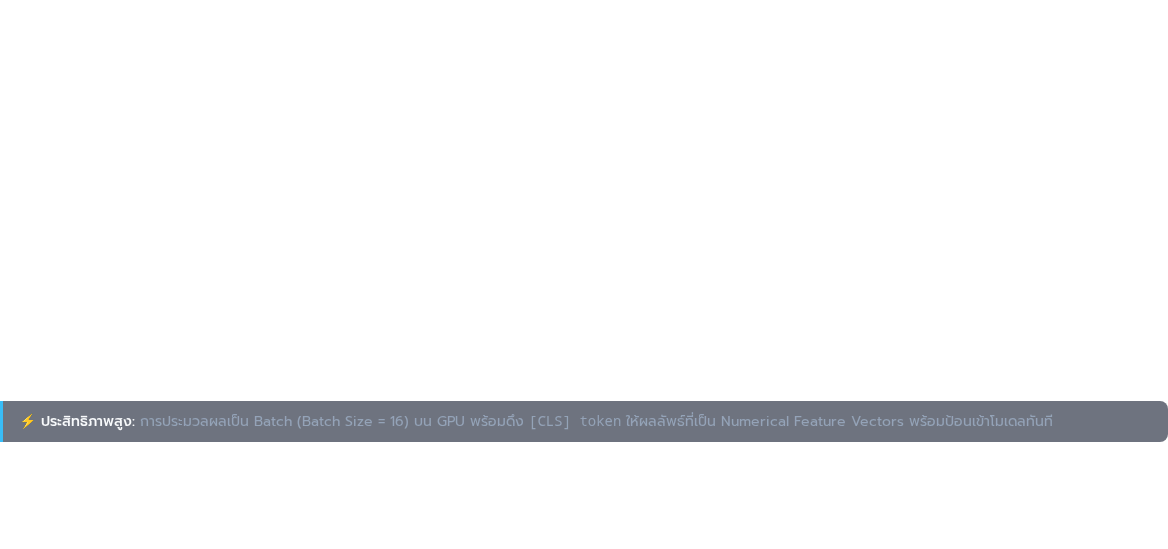 ⚡ ประสิทธิภาพสูง: การประมวลผลเป็น Batch (Batch Size = 16) บน GPU พร้อมดึง [CLS] token ให้ผลลัพธ์ที่เป็น Numerical Feature Vectors พร้อมป้อนเข้าโมเดลทันที